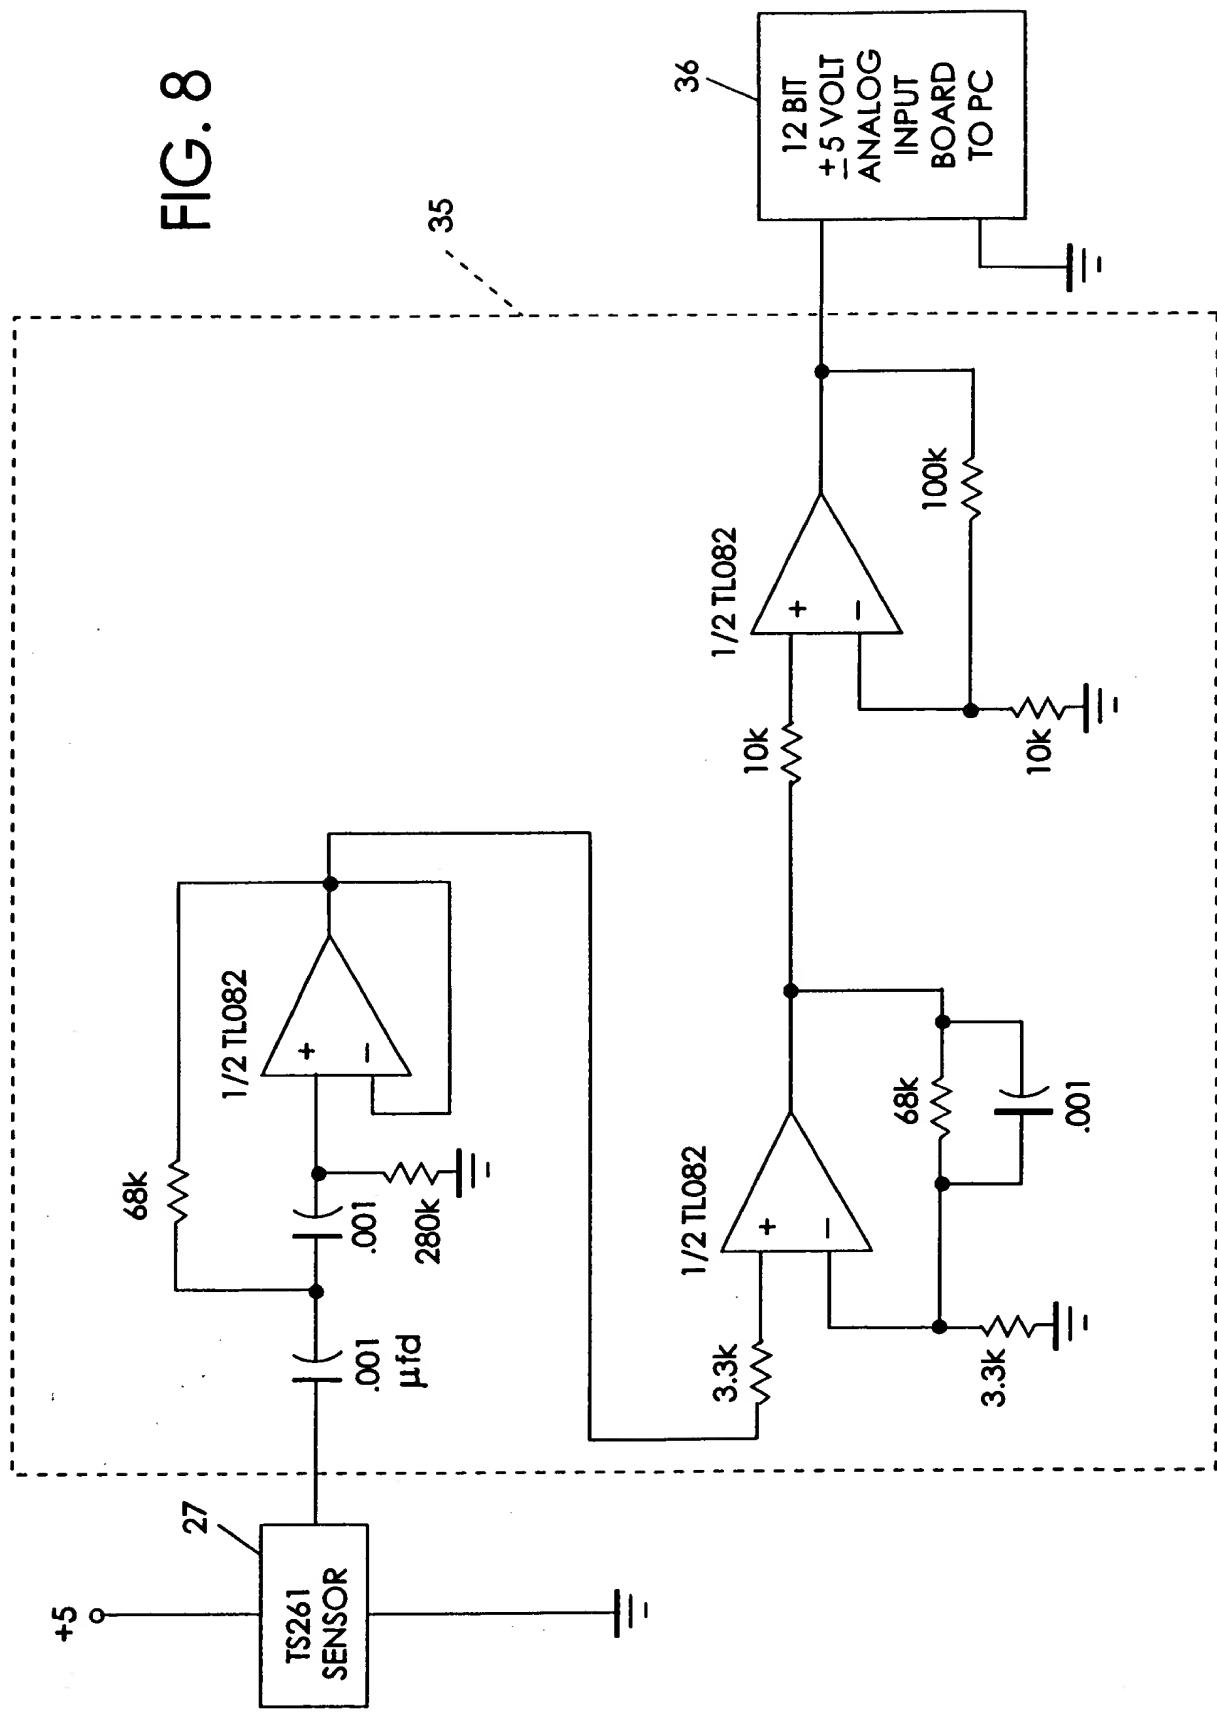 FIG. 8
+5
27
TS261
SENSOR
.001
µfd
68k
.001
280k
1/2 TL082
+
−
35
3.3k
1/2 TL082
+
−
3.3k
68k
.001
10k
1/2 TL082
+
−
10k
100k
36
12 BIT
±5 VOLT
ANALOG
INPUT
BOARD
TO PC